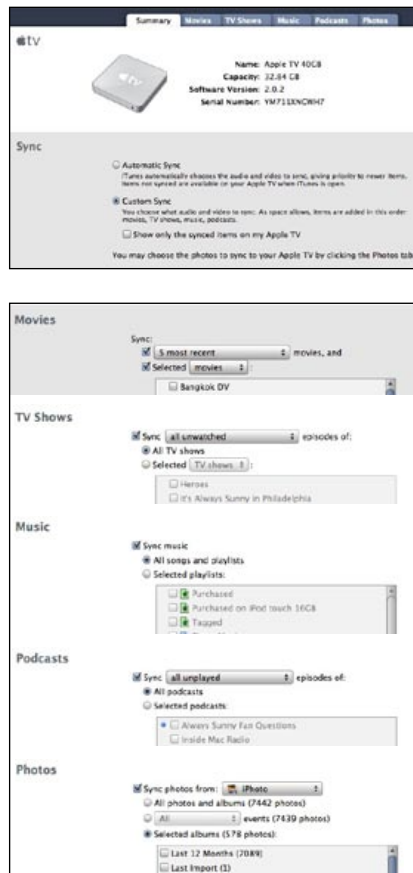 Summary Movies TV Shows Music Podcasts Photos
tv
tv
Name: Apple TV 40GB
Capacity: 32.84 GB
Software Version: 2.0.2
Serial Number: YM711XNCWH7
Sync
Automatic Sync
iTunes automatically chooses the audio and video to sync, giving priority to newer items.
Items not synced are available on your Apple TV when iTunes is open.
Custom Sync
You choose what audio and video to sync. As space allows, items are added in this order
movies, TV shows, music, podcasts.
Show only the synced items on my Apple TV
You may choose the photos to sync to your Apple TV by clicking the Photos tab
Movies
Sync:
5 most recent movies, and
Selected movies :
Bangkok DV
TV Shows
Sync all unwatched episodes of:
All TV shows
Selected TV shows :
Heroes
It's Always Sunny in Philadelphia
Music
Sync music
All songs and playlists
Selected playlists:
Purchased
Purchased on iPod touch 16GB
Tagged
Podcasts
Sync all unplayed episodes of:
All podcasts
Selected podcasts:
Always Sunny Fan Questions
Inside Mac Radio
Photos
Sync photos from: iPhoto
All photos and albums (7442 photos)
All events (7439 photos)
Selected albums (578 photos):
Last 12 Months (7089)
Last Import (1)